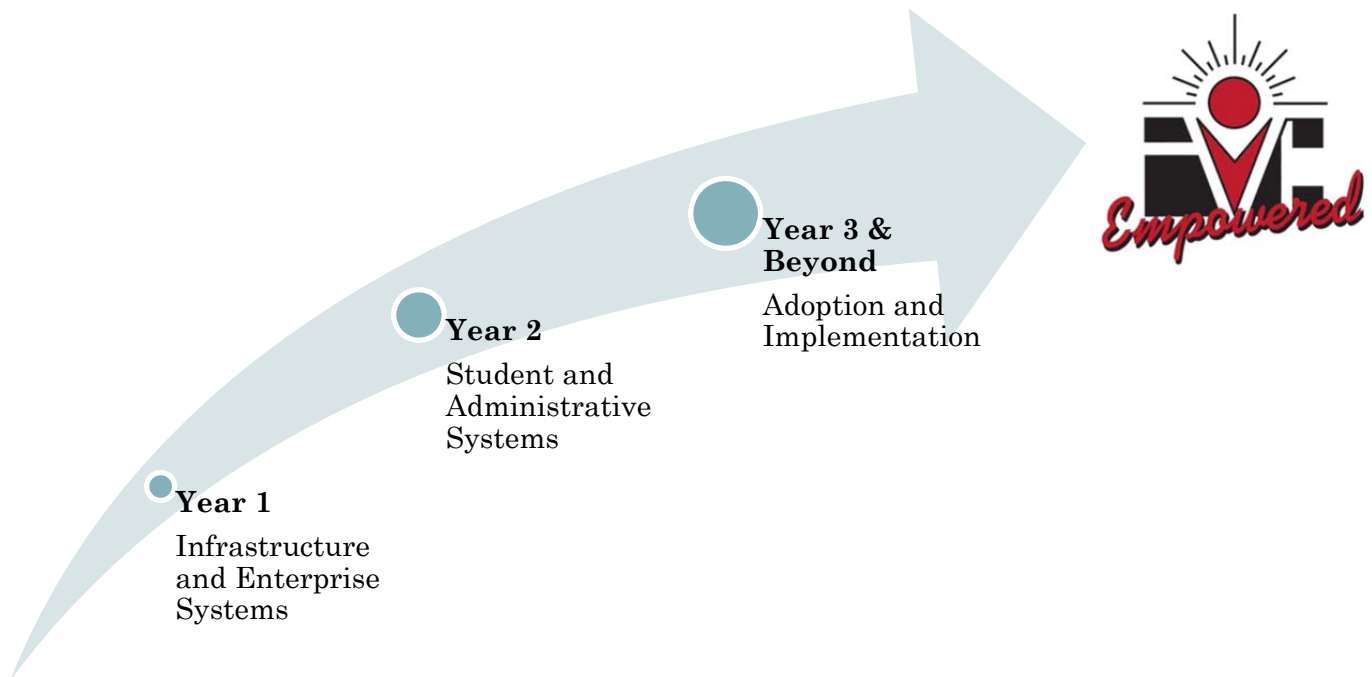 Year 1
Infrastructure
and Enterprise
Systems
Year 2
Student and
Administrative
Systems
Year 3 &
Beyond
Adoption and
Implementation
IVC
Empowered